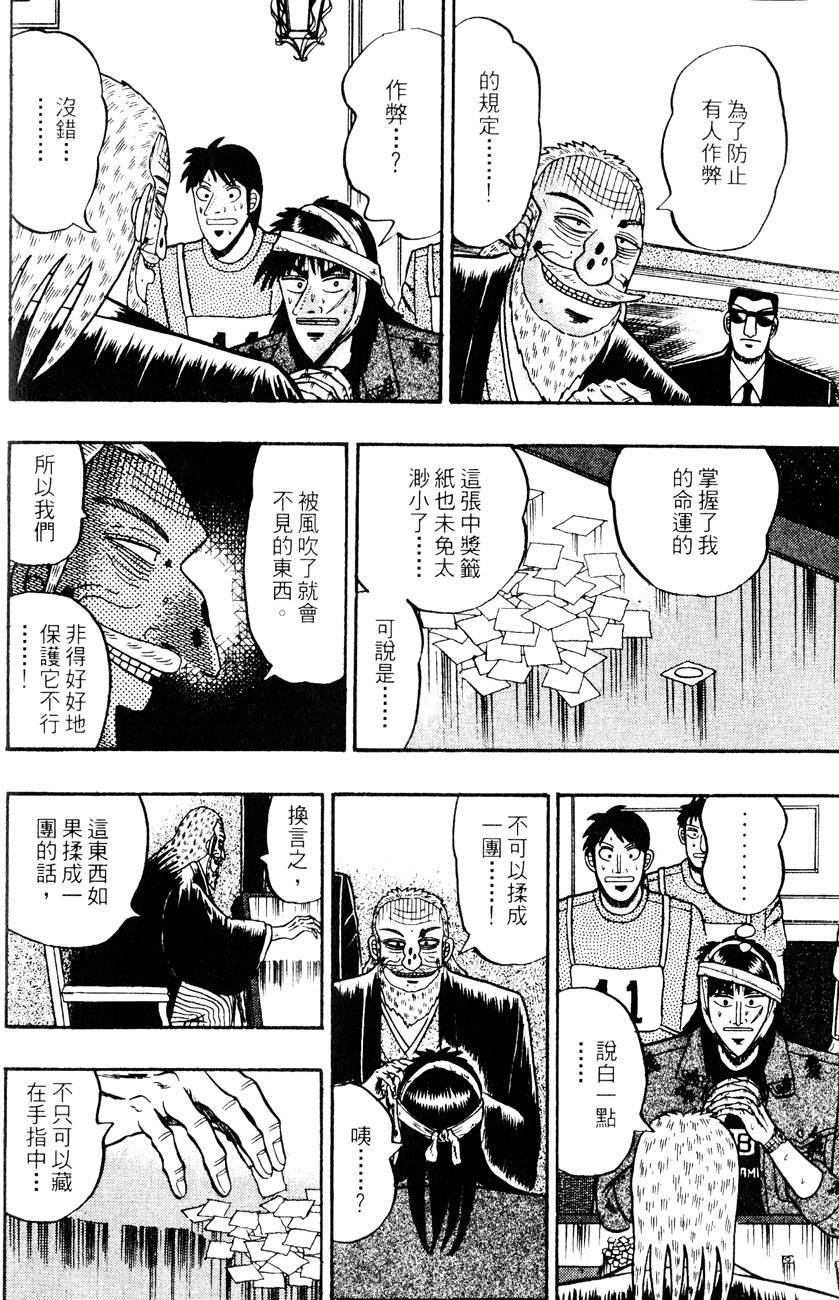 為了防止
有人作弊
的規定……!
作弊…?
沒錯…
………
掌握了我
的命運的
這張中獎籤
紙也未免太
渺小了……
可說是……
被風吹了就會
不見的東西。
所以我們
非得好好地
保護它不行
……!
………
11
說白一點
……
不可以揉成
一團……!
咦……?
換言之,
這東西如
果揉成一
團的話,
不只可以藏
在手指中…